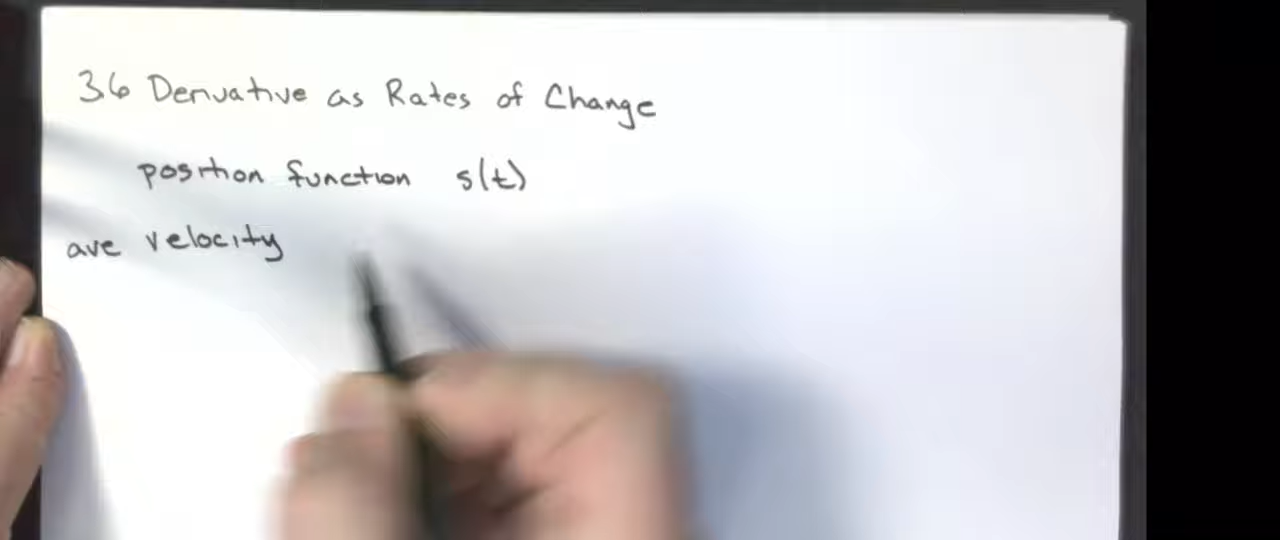 3.6 Derivative as Rates of Change
position function s(t)
ave velocity